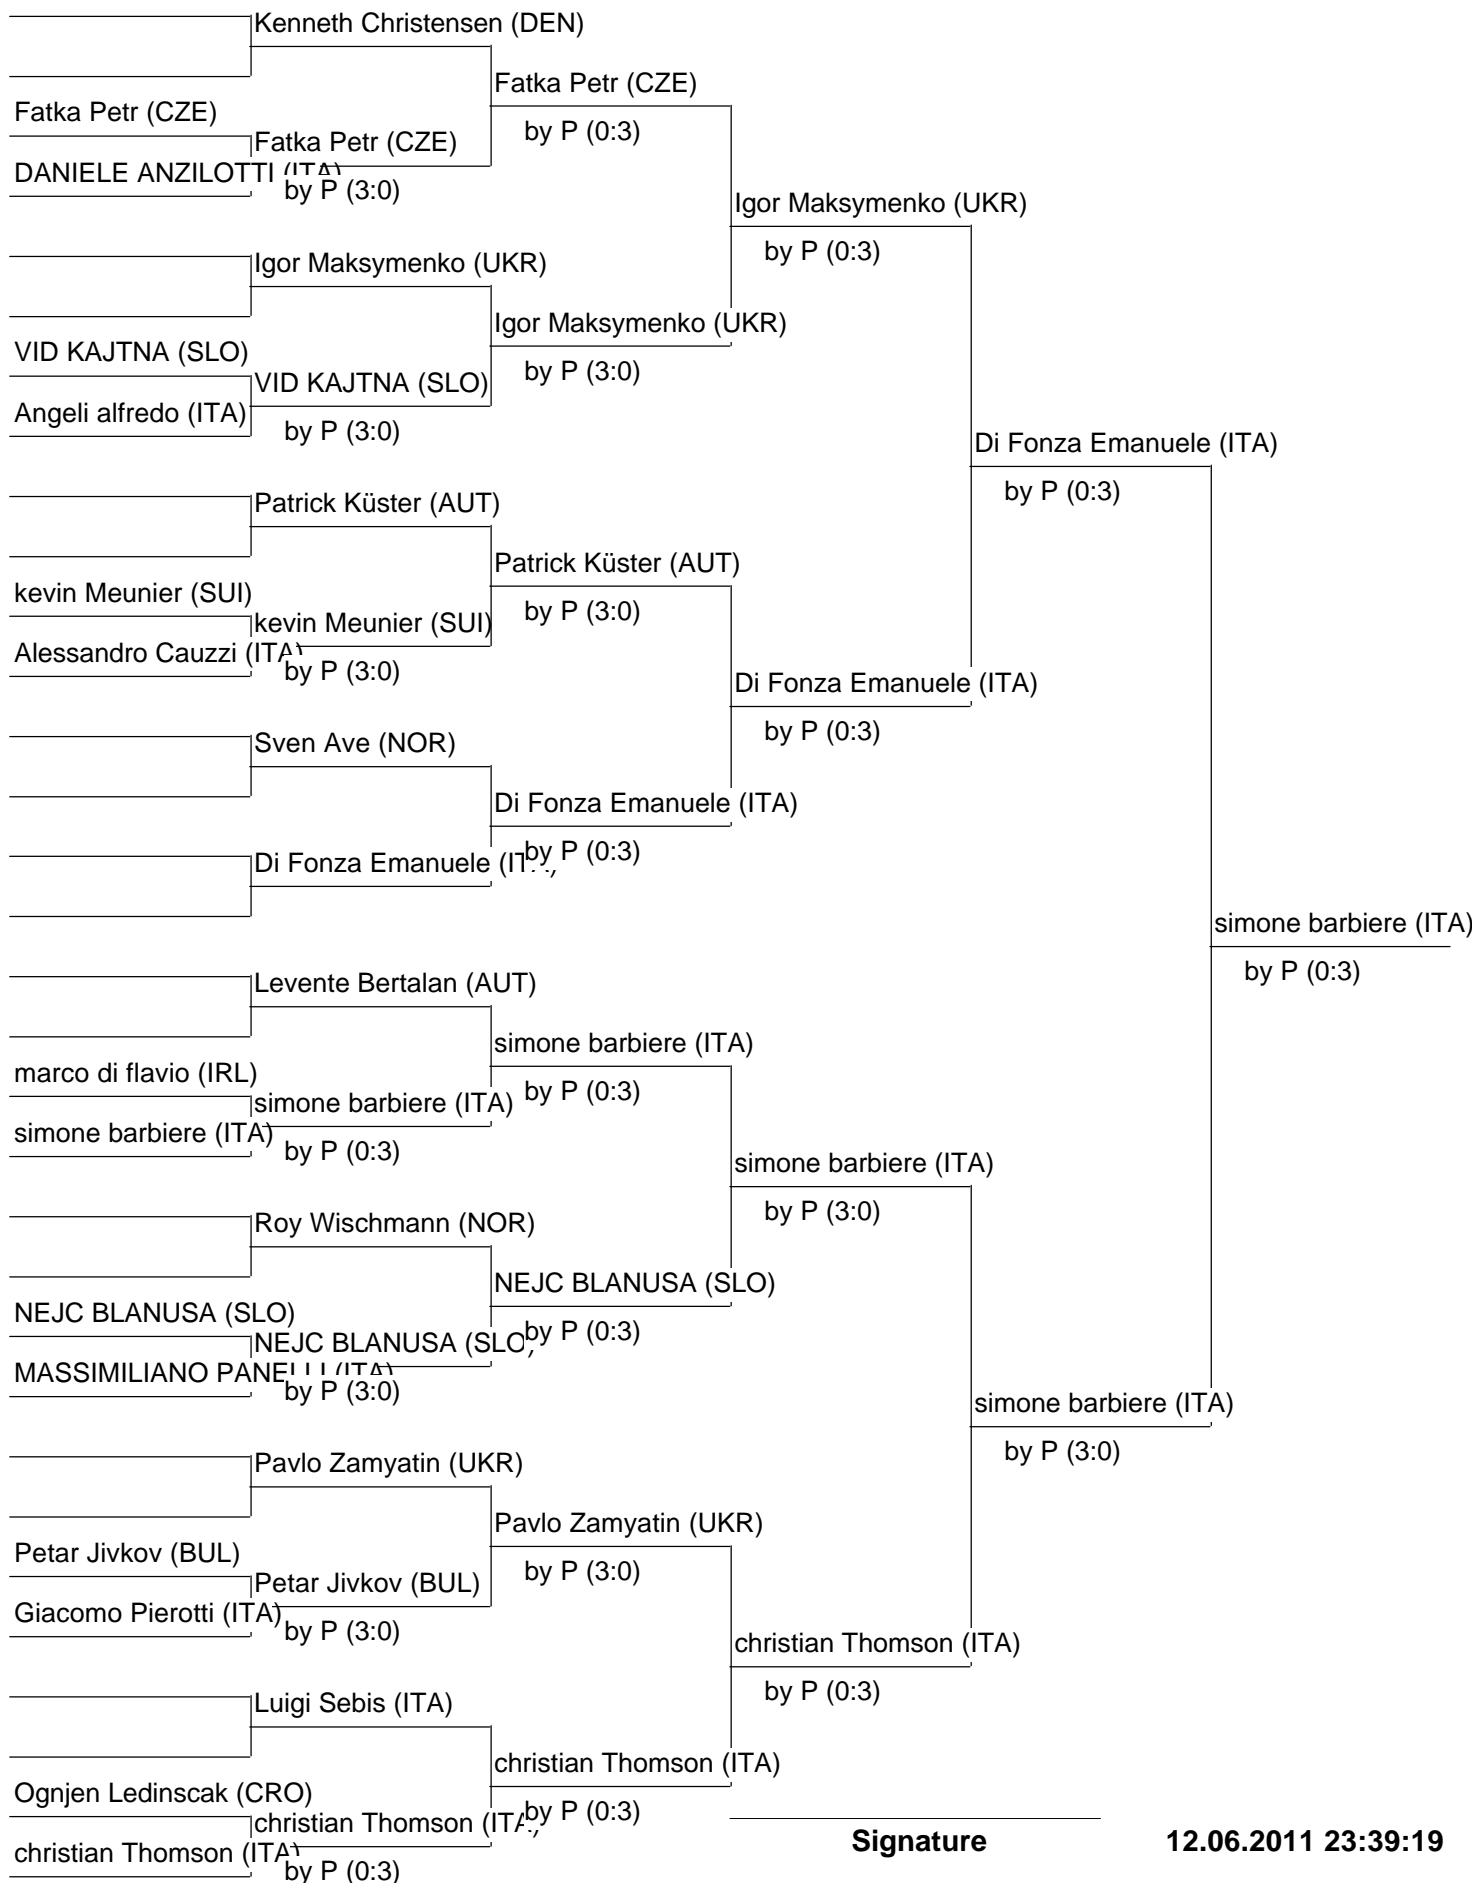 Kenneth Christensen (DEN)
Fatka Petr (CZE)
Fatka Petr (CZE)
by P (0:3)
Fatka Petr (CZE)
DANIELE ANZILOTTI (ITA)
by P (3:0)
Igor Maksymenko (UKR)
by P (0:3)
Igor Maksymenko (UKR)
Igor Maksymenko (UKR)
VID KAJTNA (SLO)
by P (3:0)
VID KAJTNA (SLO)
Angeli alfredo (ITA)
by P (3:0)
Di Fonza Emanuele (ITA)
by P (0:3)
Patrick Küster (AUT)
Patrick Küster (AUT)
kevin Meunier (SUI)
by P (3:0)
kevin Meunier (SUI)
Alessandro Cauzzi (ITA)
by P (3:0)
Di Fonza Emanuele (ITA)
by P (0:3)
Sven Ave (NOR)
Di Fonza Emanuele (ITA)
by P (0:3)
Di Fonza Emanuele (ITA)
simone barbiere (ITA)
by P (0:3)
Levente Bertalan (AUT)
simone barbiere (ITA)
marco di flavio (IRL)
by P (0:3)
simone barbiere (ITA)
simone barbiere (ITA)
by P (0:3)
simone barbiere (ITA)
by P (3:0)
Roy Wischmann (NOR)
NEJC BLANUSA (SLO)
NEJC BLANUSA (SLO)
by P (0:3)
NEJC BLANUSA (SLO)
MASSIMILIANO PANELLI (ITA)
by P (3:0)
simone barbiere (ITA)
by P (3:0)
Pavlo Zamyatin (UKR)
Pavlo Zamyatin (UKR)
Petar Jivkov (BUL)
by P (3:0)
Petar Jivkov (BUL)
Giacomo Pierotti (ITA)
by P (3:0)
christian Thomson (ITA)
by P (0:3)
Luigi Sebis (ITA)
christian Thomson (ITA)
Ognjen Ledinscak (CRO)
by P (0:3)
christian Thomson (ITA)
christian Thomson (ITA)
by P (0:3)
Signature
12.06.2011 23:39:19